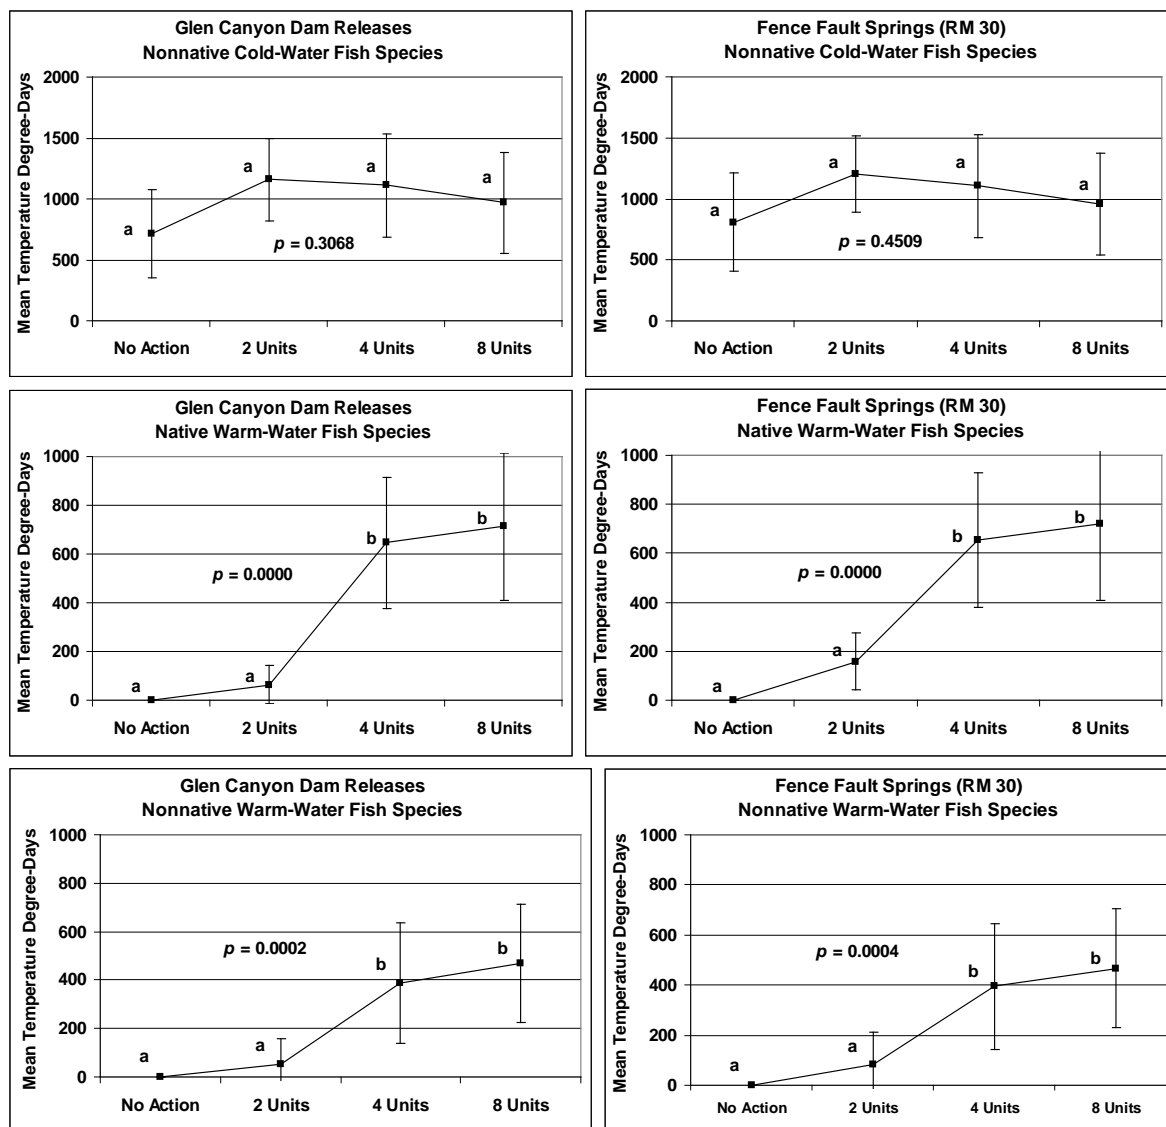 Glen Canyon Dam Releases
Nonnative Cold-Water Fish Species
Mean Temperature Degree-Days
2000
1500
1000
500
0
a
a
a
a
p = 0.3068
No Action
2 Units
4 Units
8 Units
Fence Fault Springs (RM 30)
Nonnative Cold-Water Fish Species
Mean Temperature Degree-Days
2000
1500
1000
500
0
a
a
a
a
p = 0.4509
No Action
2 Units
4 Units
8 Units
Glen Canyon Dam Releases
Native Warm-Water Fish Species
Mean Temperature Degree-Days
1000
800
600
400
200
0
a
a
b
b
p = 0.0000
No Action
2 Units
4 Units
8 Units
Fence Fault Springs (RM 30)
Native Warm-Water Fish Species
Mean Temperature Degree-Days
1000
800
600
400
200
0
a
a
b
b
p = 0.0000
No Action
2 Units
4 Units
8 Units
Glen Canyon Dam Releases
Nonnative Warm-Water Fish Species
Mean Temperature Degree-Days
1000
800
600
400
200
0
a
a
b
b
p = 0.0002
No Action
2 Units
4 Units
8 Units
Fence Fault Springs (RM 30)
Nonnative Warm-Water Fish Species
Mean Temperature Degree-Days
1000
800
600
400
200
0
a
a
b
b
p = 0.0004
No Action
2 Units
4 Units
8 Units